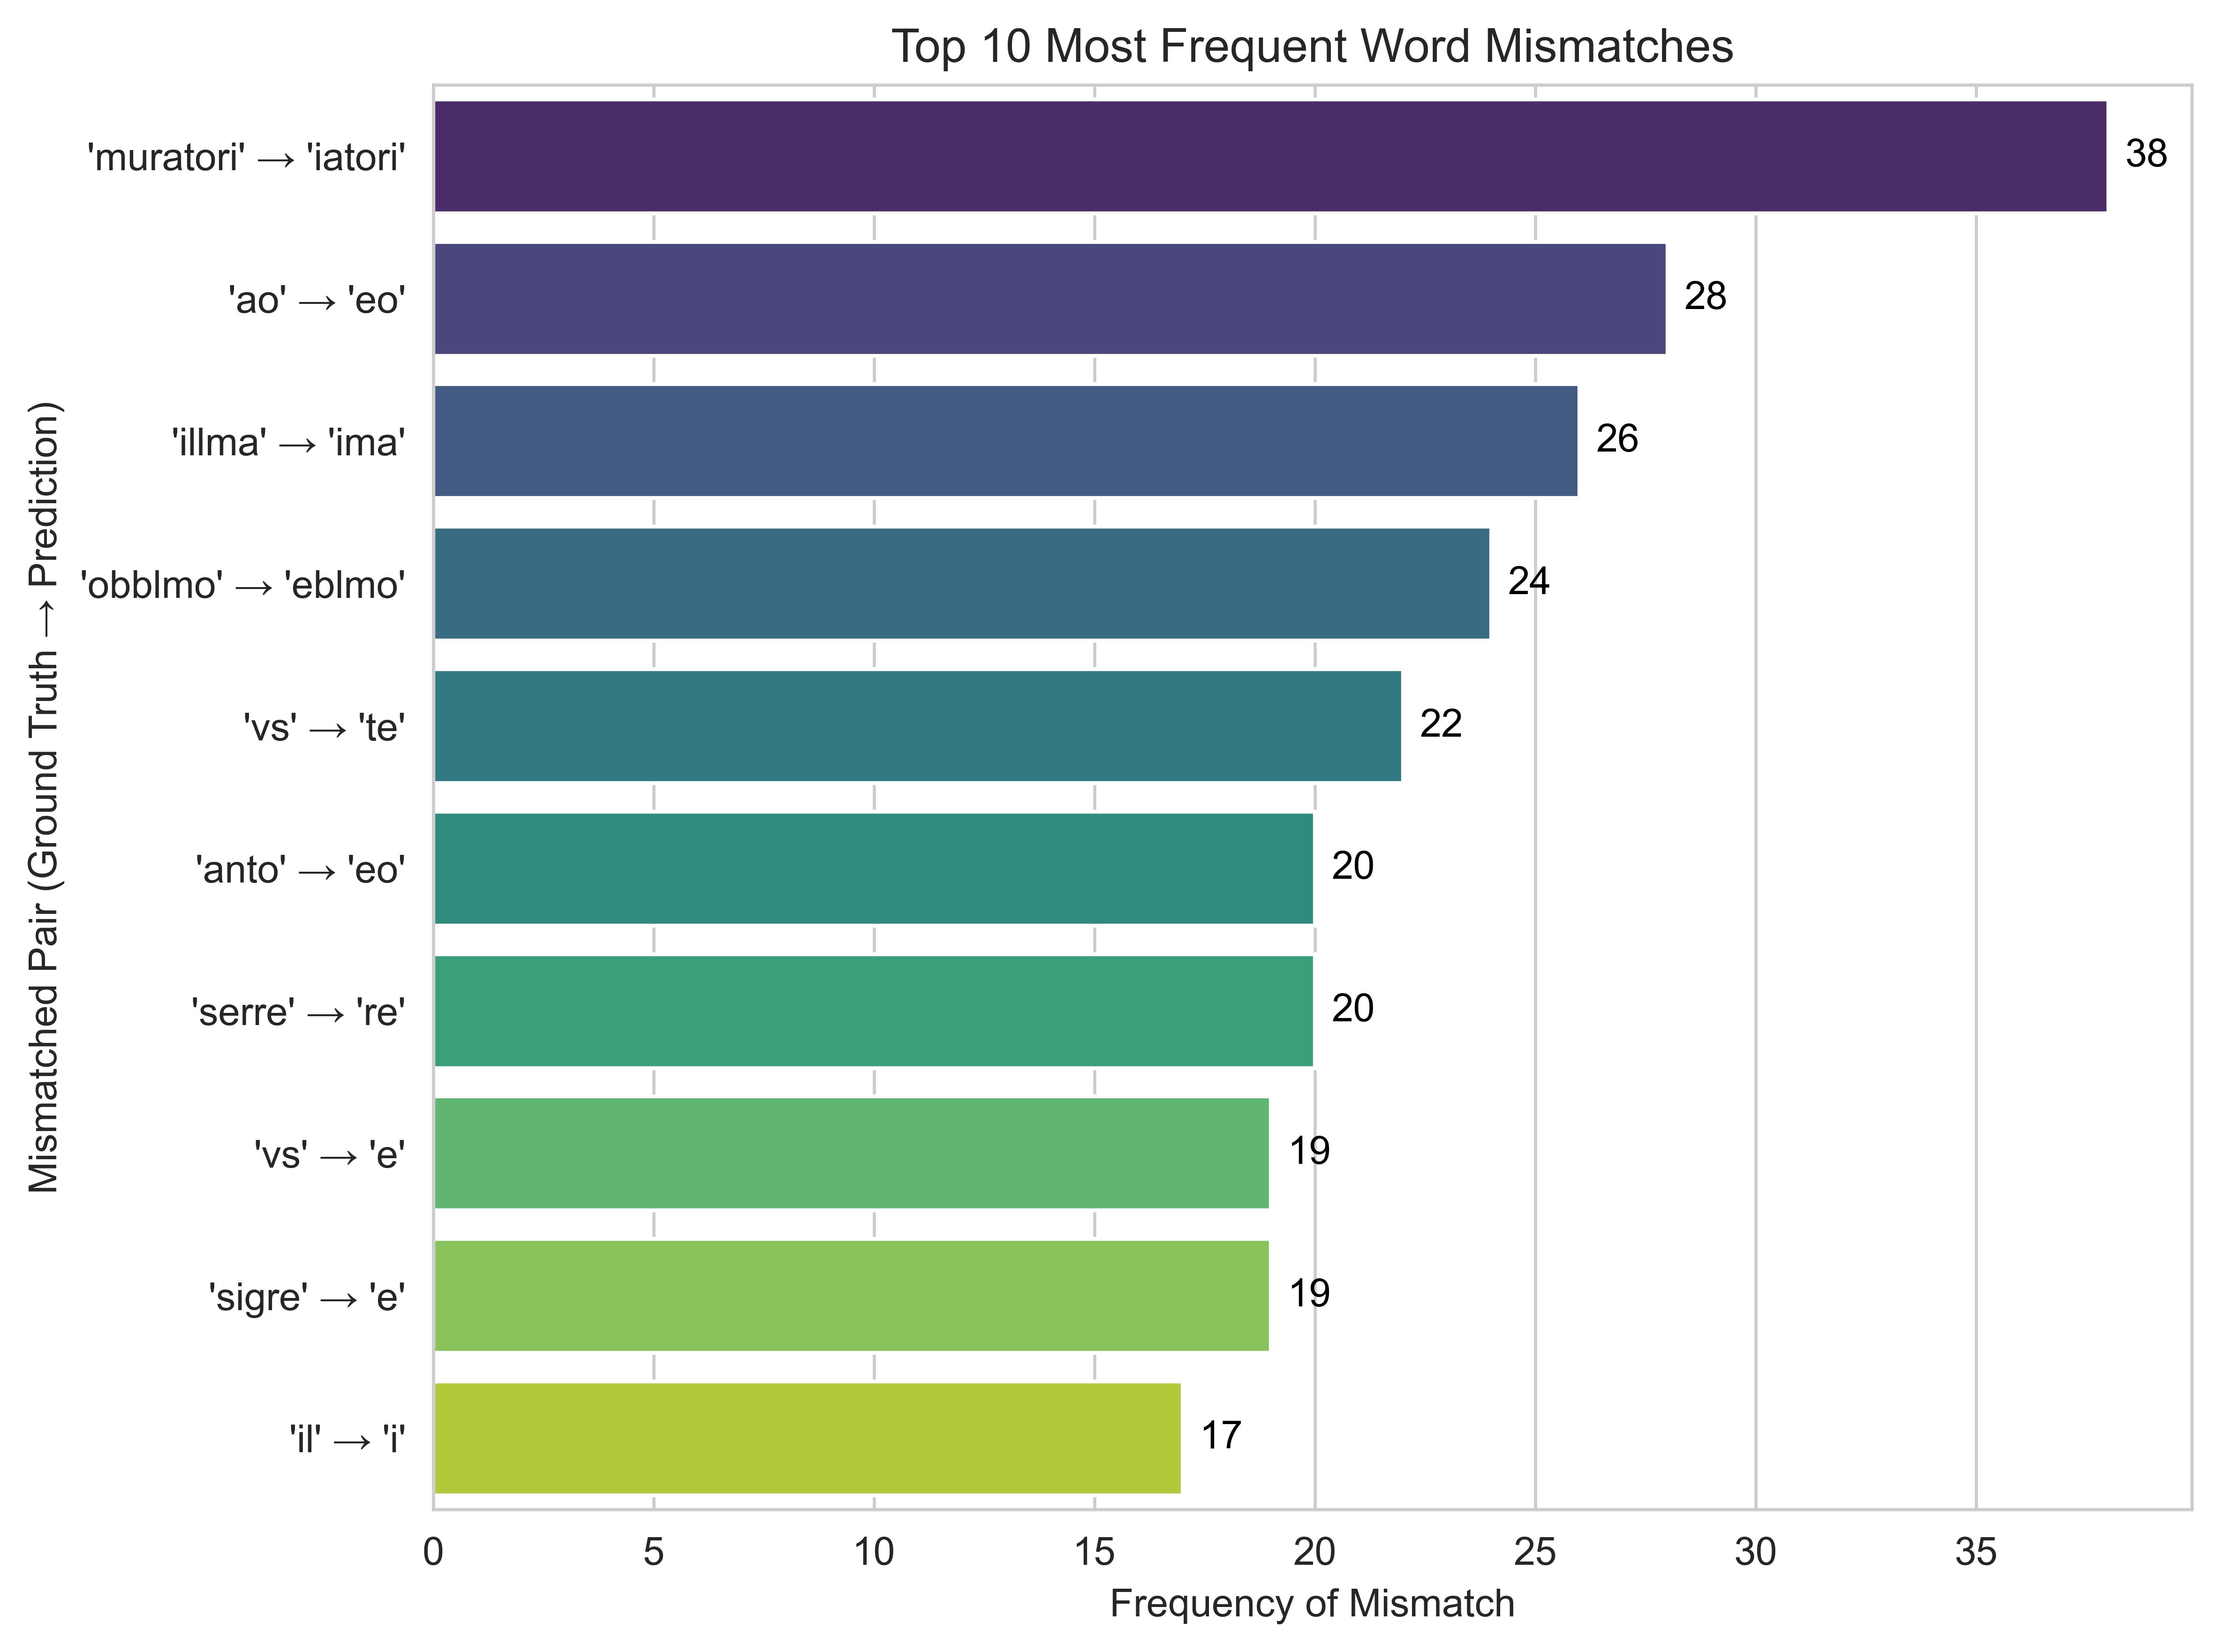 Top 10 Most Frequent Word Mismatches
Mismatched Pair (Ground Truth → Prediction)
'muratori' → 'iatori' 38
'ao' → 'eo' 28
'illma' → 'ima' 26
'obblmo' → 'eblmo' 24
'vs' → 'te' 22
'anto' → 'eo' 20
'serre' → 're' 20
'vs' → 'e' 19
'sigre' → 'e' 19
'il' → 'i' 17
0 5 10 15 20 25 30 35
Frequency of Mismatch